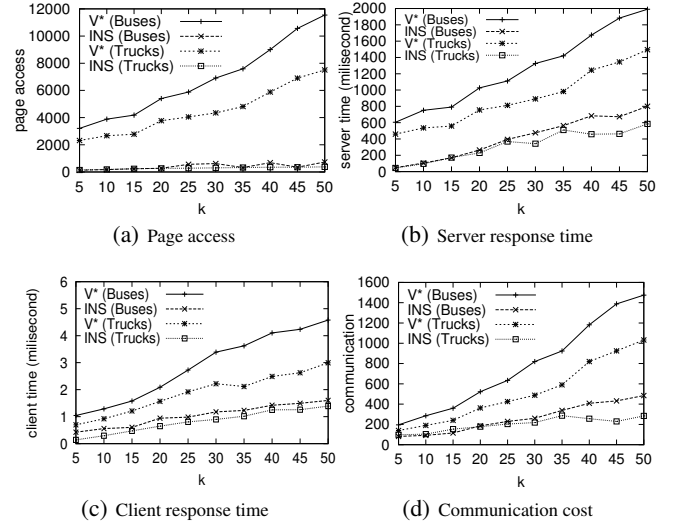 12000
10000
8000
6000
4000
2000
0
page access
V* (Buses)
INS (Buses)
V* (Trucks)
INS (Trucks)
5 10 15 20 25 30 35 40 45 50
k
(a) Page access
2000
1800
1600
1400
1200
1000
800
600
400
200
0
server time (milisecond)
V* (Buses)
INS (Buses)
V* (Trucks)
INS (Trucks)
5 10 15 20 25 30 35 40 45 50
k
(b) Server response time
6
5
4
3
2
1
0
client time (milisecond)
V* (Buses)
INS (Buses)
V* (Trucks)
INS (Trucks)
5 10 15 20 25 30 35 40 45 50
k
(c) Client response time
1600
1400
1200
1000
800
600
400
200
0
communication
V* (Buses)
INS (Buses)
V* (Trucks)
INS (Trucks)
5 10 15 20 25 30 35 40 45 50
k
(d) Communication cost